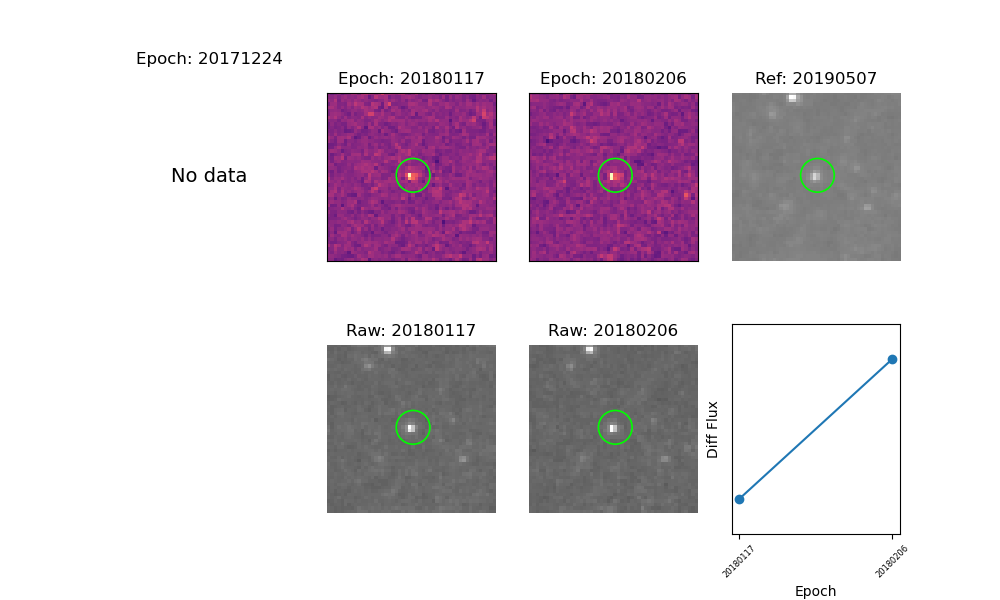 Epoch: 20171224
Epoch: 20180117
Epoch: 20180206
Ref: 20190507
No data
Raw: 20180117
Raw: 20180206
Diff Flux
20180117
20180206
Epoch